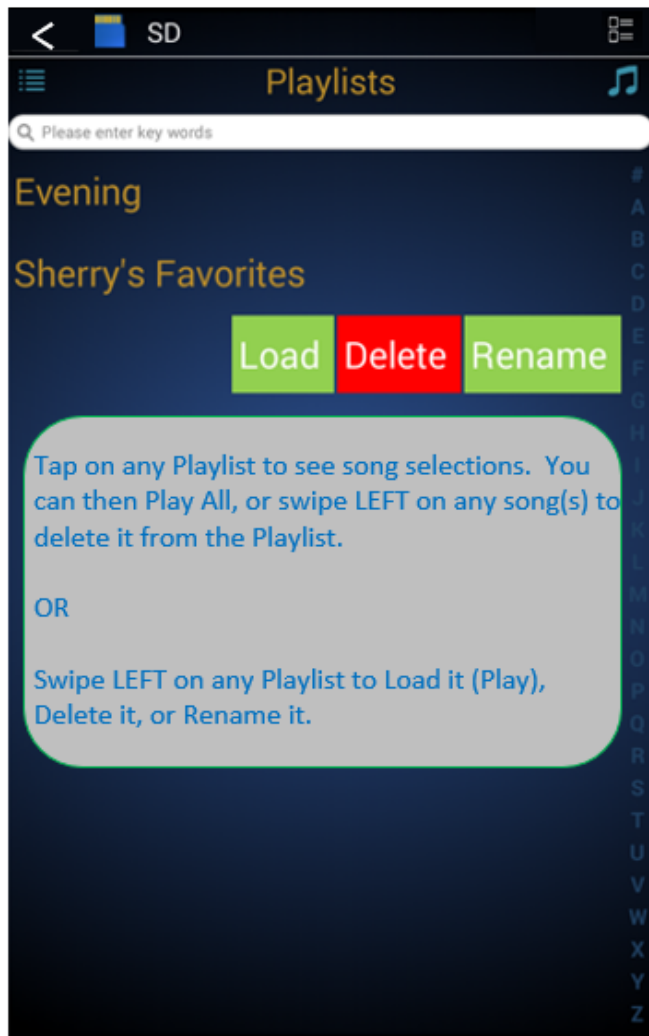 SD
Playlists
Please enter key words
Evening
Sherry's Favorites
Load Delete Rename
Tap on any Playlist to see song selections.  You
can then Play All, or swipe LEFT on any song(s) to
delete it from the Playlist.
OR
Swipe LEFT on any Playlist to Load it (Play),
Delete it, or Rename it.
#
A
B
C
D
E
F
G
H
I
J
K
L
M
N
O
P
Q
R
S
T
U
V
W
X
Y
Z